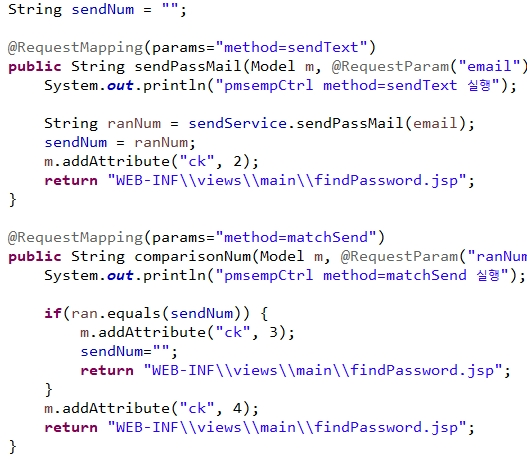 String sendNum = "";
@RequestMapping(params="method=sendText")
public String sendPassMail(Model m, @RequestParam("email")
System.out.println("pmsempCtrl method=sendText 실행");
String ranNum = sendService.sendPassMail(email);
sendNum = ranNum;
m.addAttribute("ck", 2);
return "WEB-INF\\views\\main\\findPassword.jsp";
}
@RequestMapping(params="method=matchSend")
public String comparisonNum(Model m, @RequestParam("ranNum
System.out.println("pmsempCtrl method=matchSend 실행");
if(ran.equals(sendNum)) {
m.addAttribute("ck", 3);
sendNum="";
return "WEB-INF\\views\\main\\findPassword.jsp";
}
m.addAttribute("ck", 4);
return "WEB-INF\\views\\main\\findPassword.jsp";
}